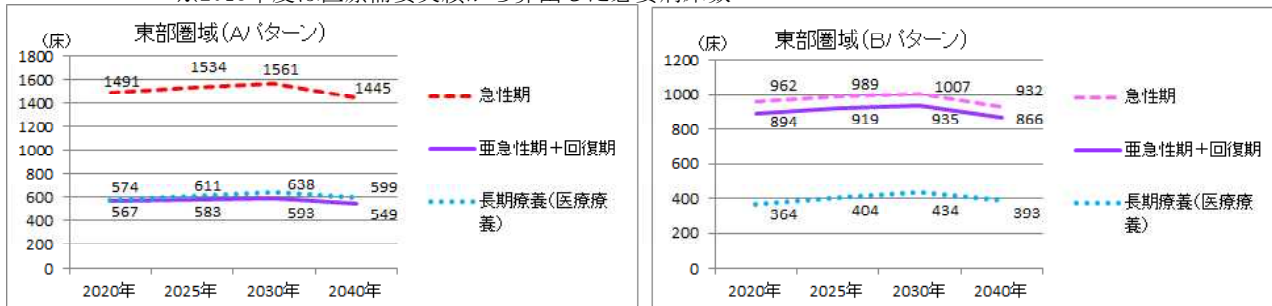 東部圏域(Aパターン)
(床)
1800
1600
1400
1200
1000
800
600
400
200
0
1491
1534
1561
1445
574
611
638
599
567
583
593
549
2020年
2025年
2030年
2040年
急性期
亜急性期+回復期
長期療養(医療療
養)
東部圏域(Bパターン)
(床)
1200
1000
800
600
400
200
0
962
989
1007
932
894
919
935
866
364
404
434
393
2020年
2025年
2030年
2040年
急性期
亜急性期+回復期
長期療養(医療療
養)